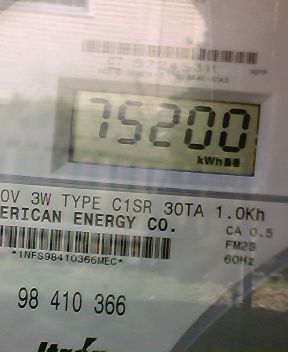 75200
kWh
0V 3W TYPE C1SR 30TA 1.0Kh
ERICAN ENERGY CO.
CA 0.5
FM2S
60Hz
*1NFS98410366MEC*
98 410 366
Itron